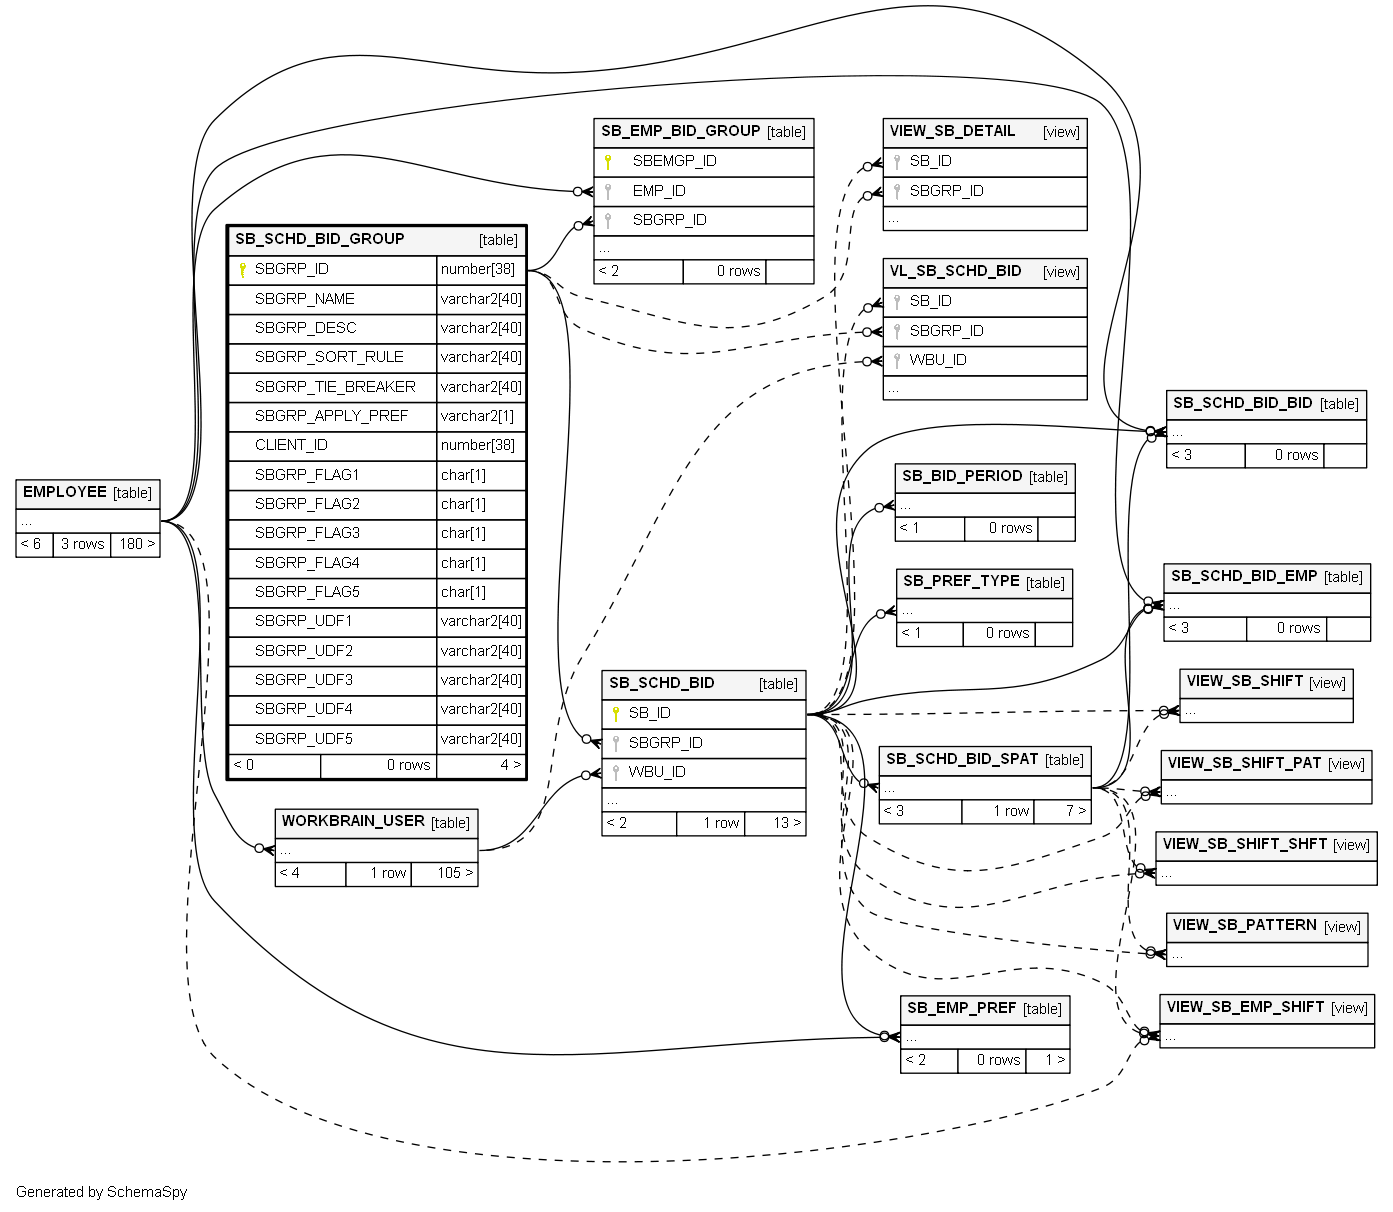 SB_EMP_BID_GROUP [table]
SBEMGP_ID
EMP_ID
SBGRP_ID
...
< 2 0 rows
VIEW_SB_DETAIL [view]
SB_ID
SBGRP_ID
...
SB_SCHD_BID_GROUP [table]
SBGRP_ID number[38]
SBGRP_NAME varchar2[40]
SBGRP_DESC varchar2[40]
SBGRP_SORT_RULE varchar2[40]
SBGRP_TIE_BREAKER varchar2[40]
SBGRP_APPLY_PREF varchar2[1]
CLIENT_ID number[38]
SBGRP_FLAG1 char[1]
SBGRP_FLAG2 char[1]
SBGRP_FLAG3 char[1]
SBGRP_FLAG4 char[1]
SBGRP_FLAG5 char[1]
SBGRP_UDF1 varchar2[40]
SBGRP_UDF2 varchar2[40]
SBGRP_UDF3 varchar2[40]
SBGRP_UDF4 varchar2[40]
SBGRP_UDF5 varchar2[40]
< 0 0 rows 4 >
VL_SB_SCHD_BID [view]
SB_ID
SBGRP_ID
WBU_ID
...
SB_SCHD_BID_BID [table]
...
< 3 0 rows
SB_BID_PERIOD [table]
...
< 1 0 rows
EMPLOYEE [table]
...
< 6 3 rows 180 >
SB_PREF_TYPE [table]
...
< 1 0 rows
SB_SCHD_BID_EMP [table]
...
< 3 0 rows
SB_SCHD_BID [table]
SB_ID
SBGRP_ID
WBU_ID
...
< 2 1 row 13 >
VIEW_SB_SHIFT [view]
...
SB_SCHD_BID_SPAT [table]
...
< 3 1 row 7 >
VIEW_SB_SHIFT_PAT [view]
...
WORKBRAIN_USER [table]
...
< 4 1 row 105 >
VIEW_SB_SHIFT_SHFT [view]
...
VIEW_SB_PATTERN [view]
...
SB_EMP_PREF [table]
...
< 2 0 rows 1 >
VIEW_SB_EMP_SHIFT [view]
...
Generated by SchemaSpy